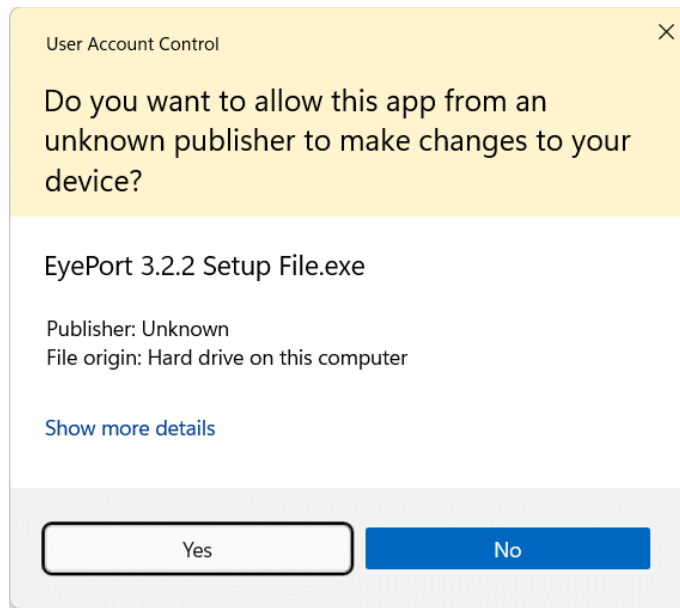 User Account Control
Do you want to allow this app from an
unknown publisher to make changes to your
device?
EyePort 3.2.2 Setup File.exe
Publisher: Unknown
File origin: Hard drive on this computer
Show more details
Yes
No